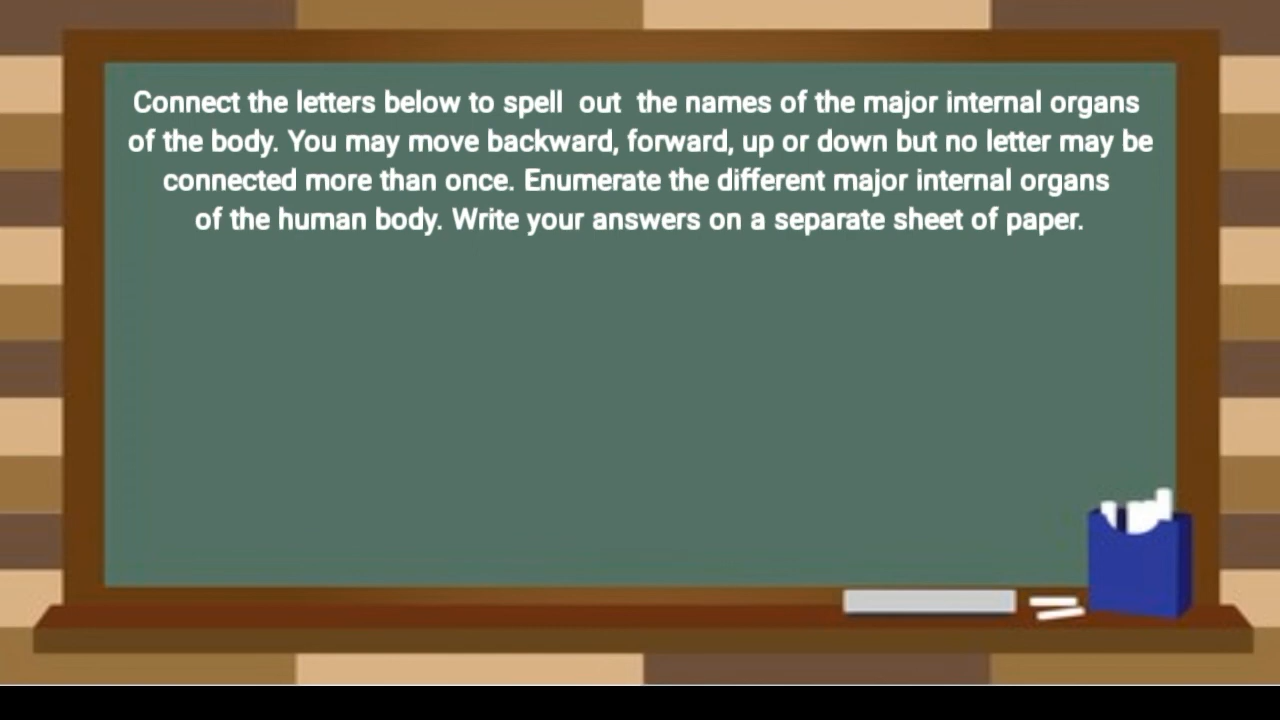 Connect the letters below to spell out the names of the major internal organs
of the body. You may move backward, forward, up or down but no letter may be
connected more than once. Enumerate the different major internal organs
of the human body. Write your answers on a separate sheet of paper.